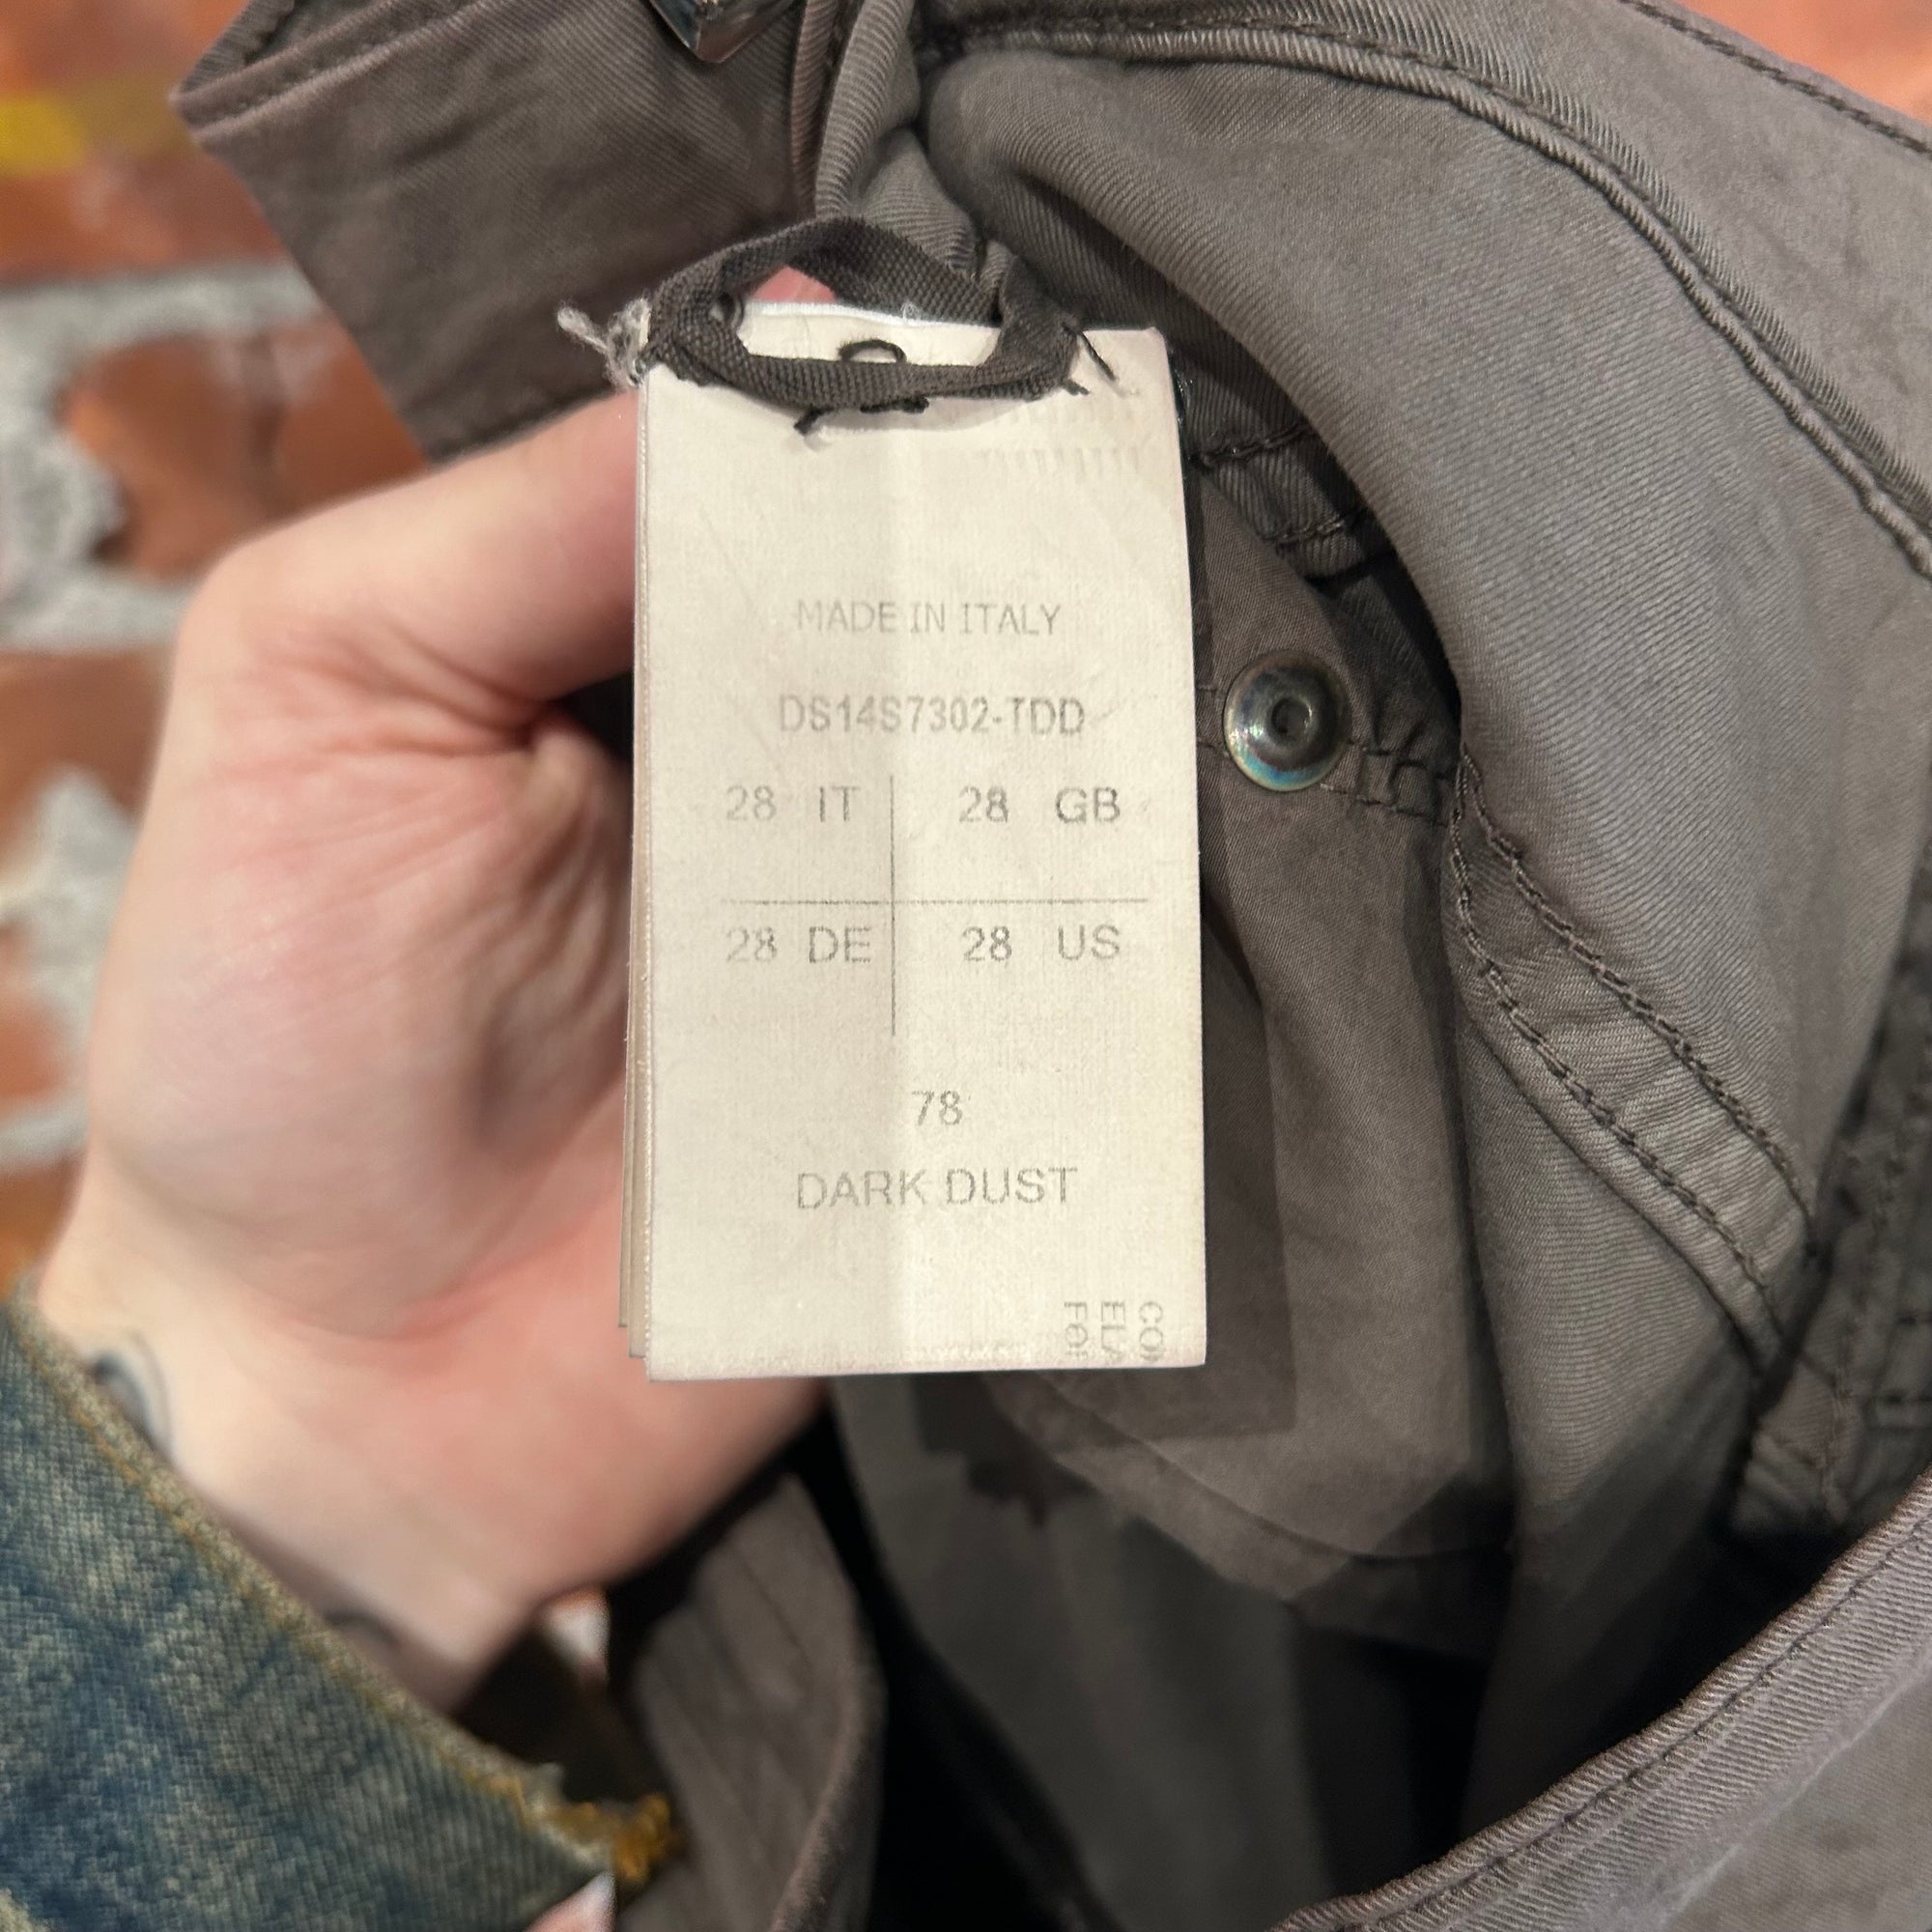 MADE IN ITALY
DS14S7302-TDD
28 IT 28 GB
28 DE 28 US
78
DARK DUST